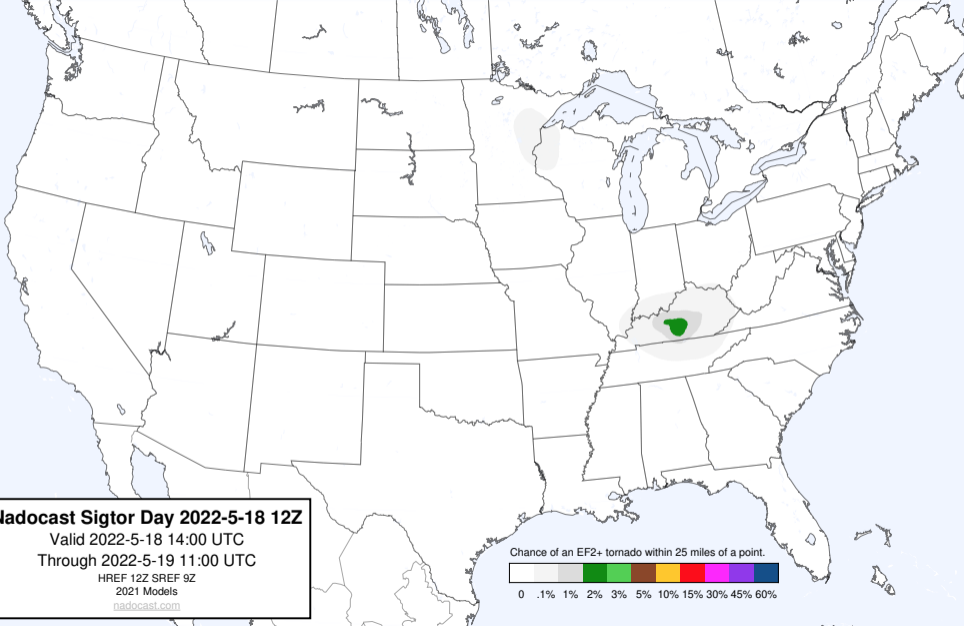 Nadocast Sigtor Day 2022-5-18 12Z
Valid 2022-5-18 14:00 UTC
Through 2022-5-19 11:00 UTC
HREF 12Z SREF 9Z
2021 Models
nadocast.com
Chance of an EF2+ tornado within 25 miles of a point.
0 .1% 1% 2% 3% 5% 10% 15% 30% 45% 60%